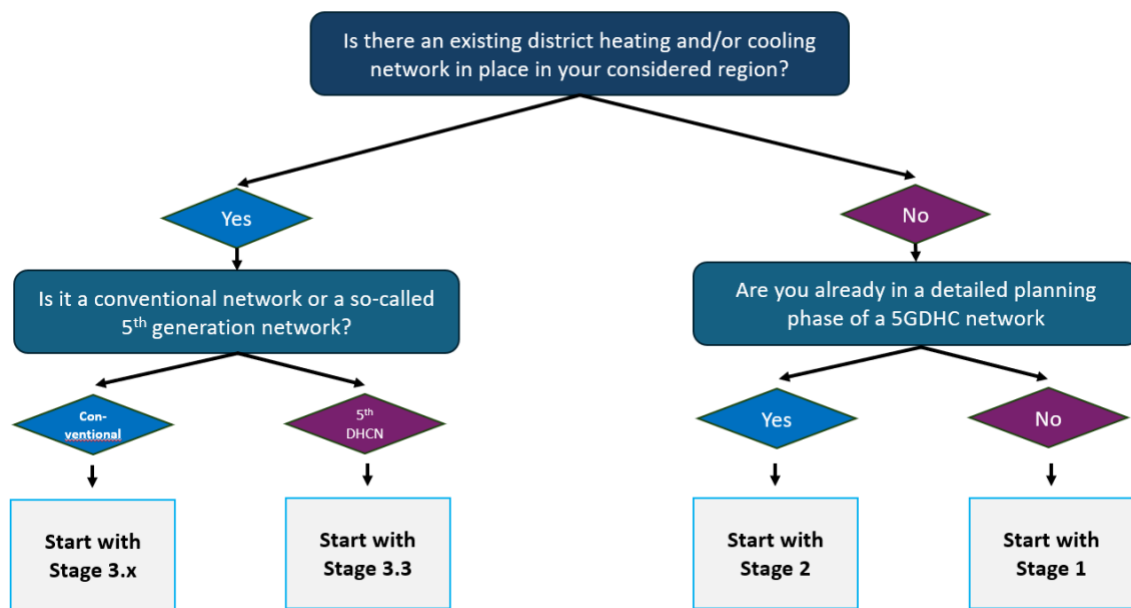 Is there an existing district heating and/or cooling
network in place in your considered region?
Yes
No
Is it a conventional network or a so-called
5th generation network?
Are you already in a detailed planning
phase of a 5GDHC network
Con-
ventional
5th
DHCN
Yes
No
Start with
Stage 3.x
Start with
Stage 3.3
Start with
Stage 2
Start with
Stage 1